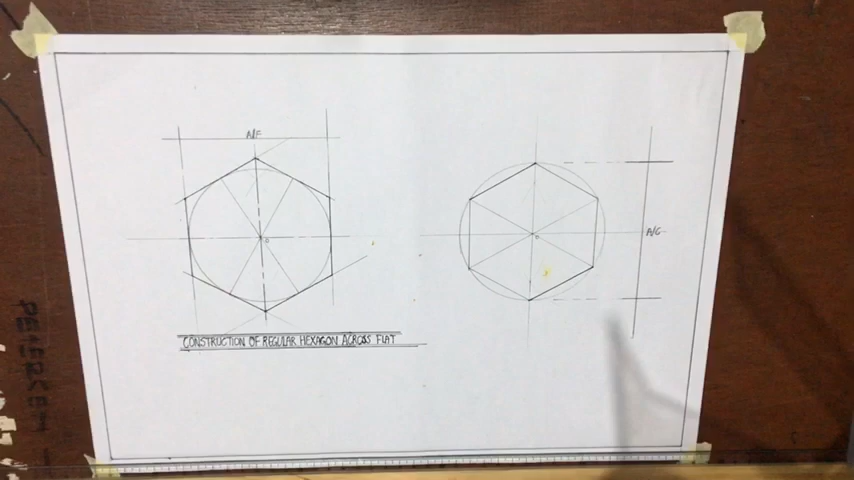 A/F
O
O
A/C
CONSTRUCTION OF REGULAR HEXAGON ACROSS FLAT